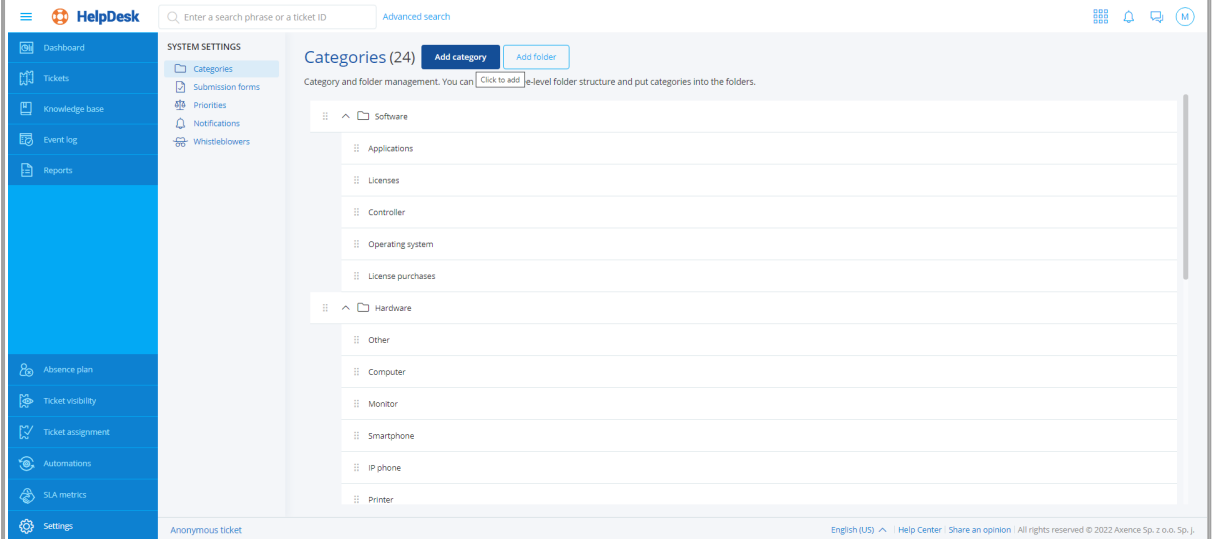 HelpDesk
Enter a search phrase or a ticket ID
Advanced search
M
Dashboard
Tickets
Knowledge base
Event log
Reports
Absence plan
Ticket visibility
Ticket assignment
Automations
SLA metrics
Settings
SYSTEM SETTINGS
Categories
Submission forms
Priorities
Notifications
Whistleblowers
Categories (24)
Add category
Add folder
Click to add
Category and folder management. You can e-level folder structure and put categories into the folders.
Software
Applications
Licenses
Controller
Operating system
License purchases
Hardware
Other
Computer
Monitor
Smartphone
IP phone
Printer
Anonymous ticket
English (US) | Help Center | Share an opinion | All rights reserved © 2022 Axence Sp. z o.o. Sp. j.